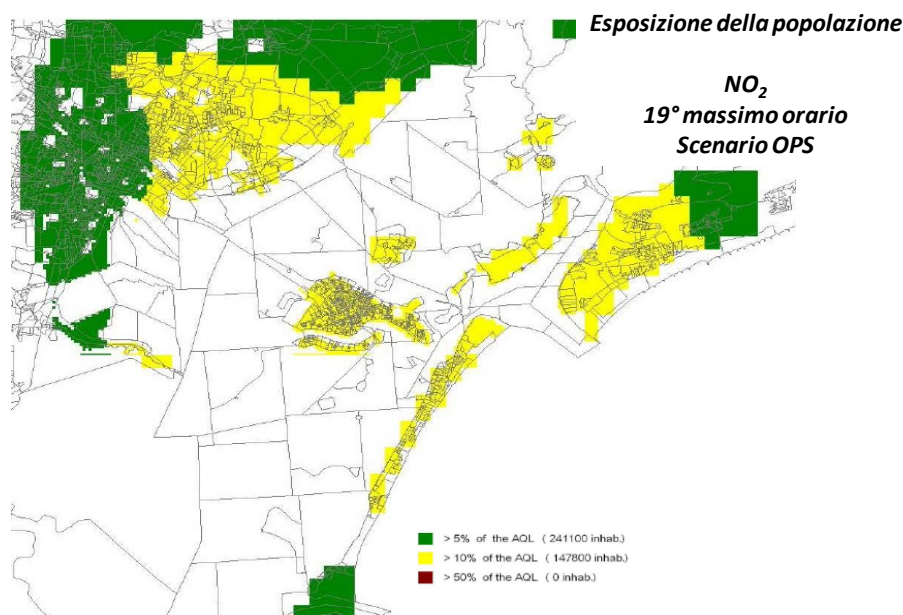 Esposizione della popolazione
NO₂
19° massimo orario
Scenario OPS
> 5% of the AQL ( 241100 inhab.)
> 10% of the AQL ( 147800 inhab.)
> 50% of the AQL ( 0 inhab.)